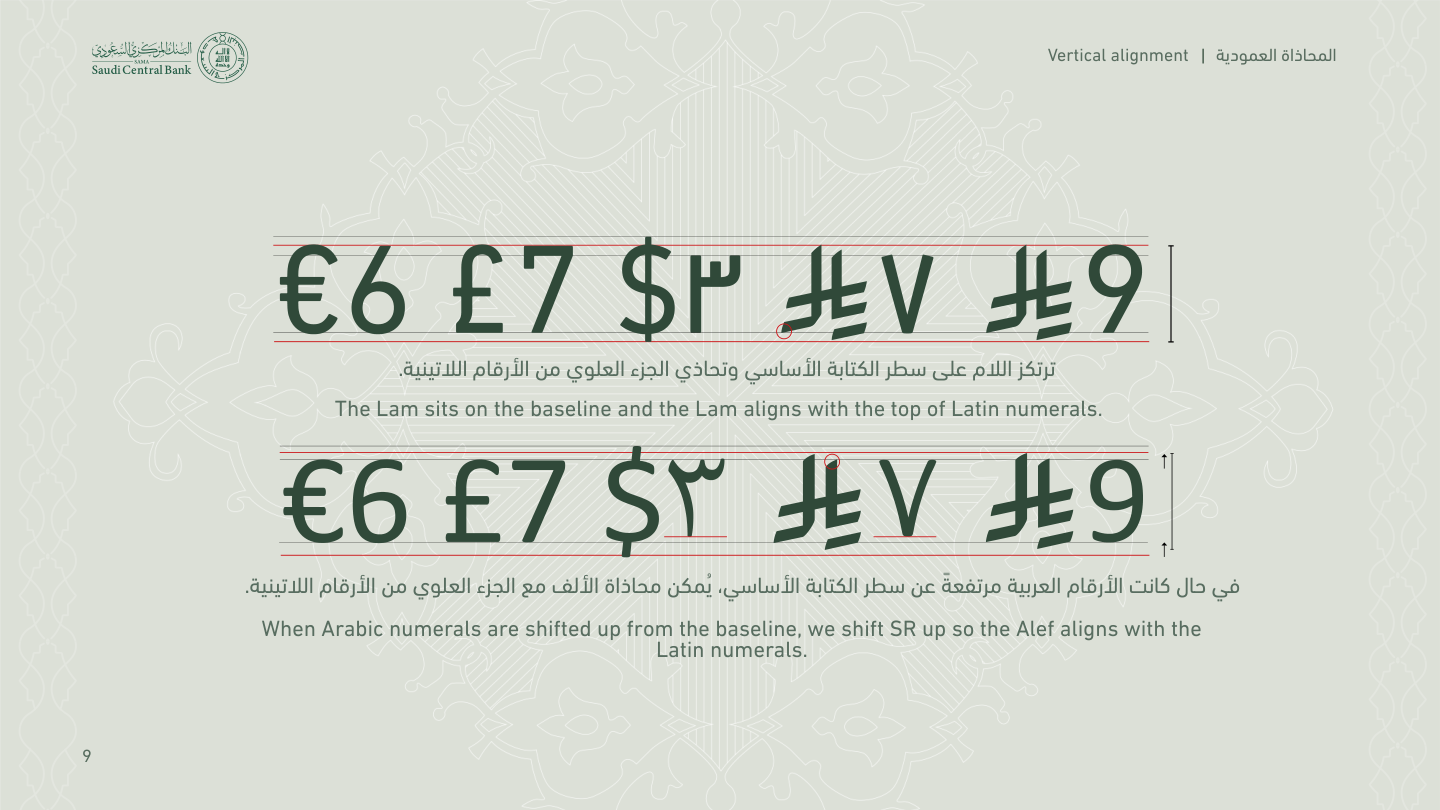 البنك المركزي السعودي
SAMA
Saudi Central Bank
Vertical alignment | المحاذاة العمودية
€6 £7 $٣ ⃁٧ ⃁9
ترتكز اللام على سطر الكتابة الأساسي وتحاذي الجزء العلوي من الأرقام اللاتينية.
The Lam sits on the baseline and the Lam aligns with the top of Latin numerals.
€6 £7 $٣ ⃁٧ ⃁9
في حال كانت الأرقام العربية مرتفعةً عن سطر الكتابة الأساسي، يُمكن محاذاة الألف مع الجزء العلوي من الأرقام اللاتينية.
When Arabic numerals are shifted up from the baseline, we shift SR up so the Alef aligns with the
Latin numerals.
9